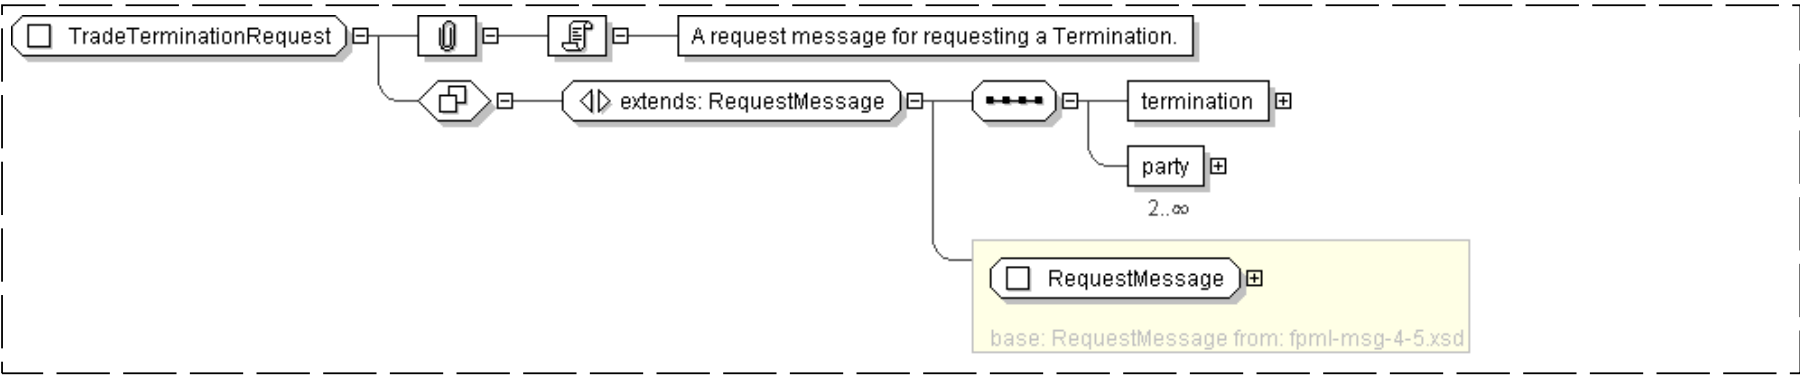 TradeTerminationRequest
A request message for requesting a Termination.
extends: RequestMessage
termination
party
2..∞
RequestMessage
base: RequestMessage from: fpml-msg-4-5.xsd